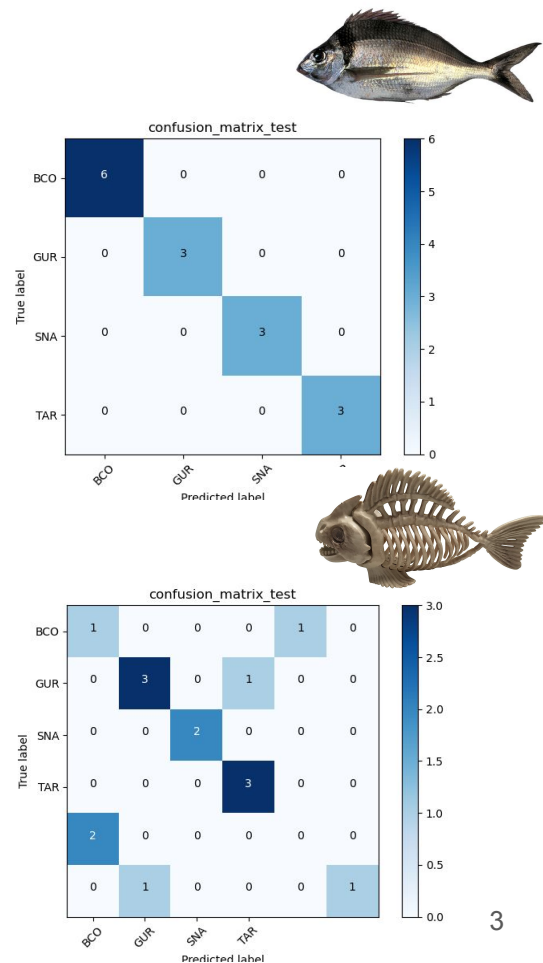 confusion_matrix_test
BCO 6 0 0 0
GUR 0 3 0 0
SNA 0 0 3 0
TAR 0 0 0 3
6
5
4
3
2
1
0
True label
BCO GUR SNA
Predicted label
confusion_matrix_test
BCO 1 0 0 0 1 0
GUR 0 3 0 1 0 0
SNA 0 0 2 0 0 0
TAR 0 0 0 3 0 0
2 0 0 0 0 0
0 1 0 0 0 1
3.0
2.5
2.0
1.5
1.0
0.5
0.0
True label
BCO GUR SNA TAR
Predicted label
3